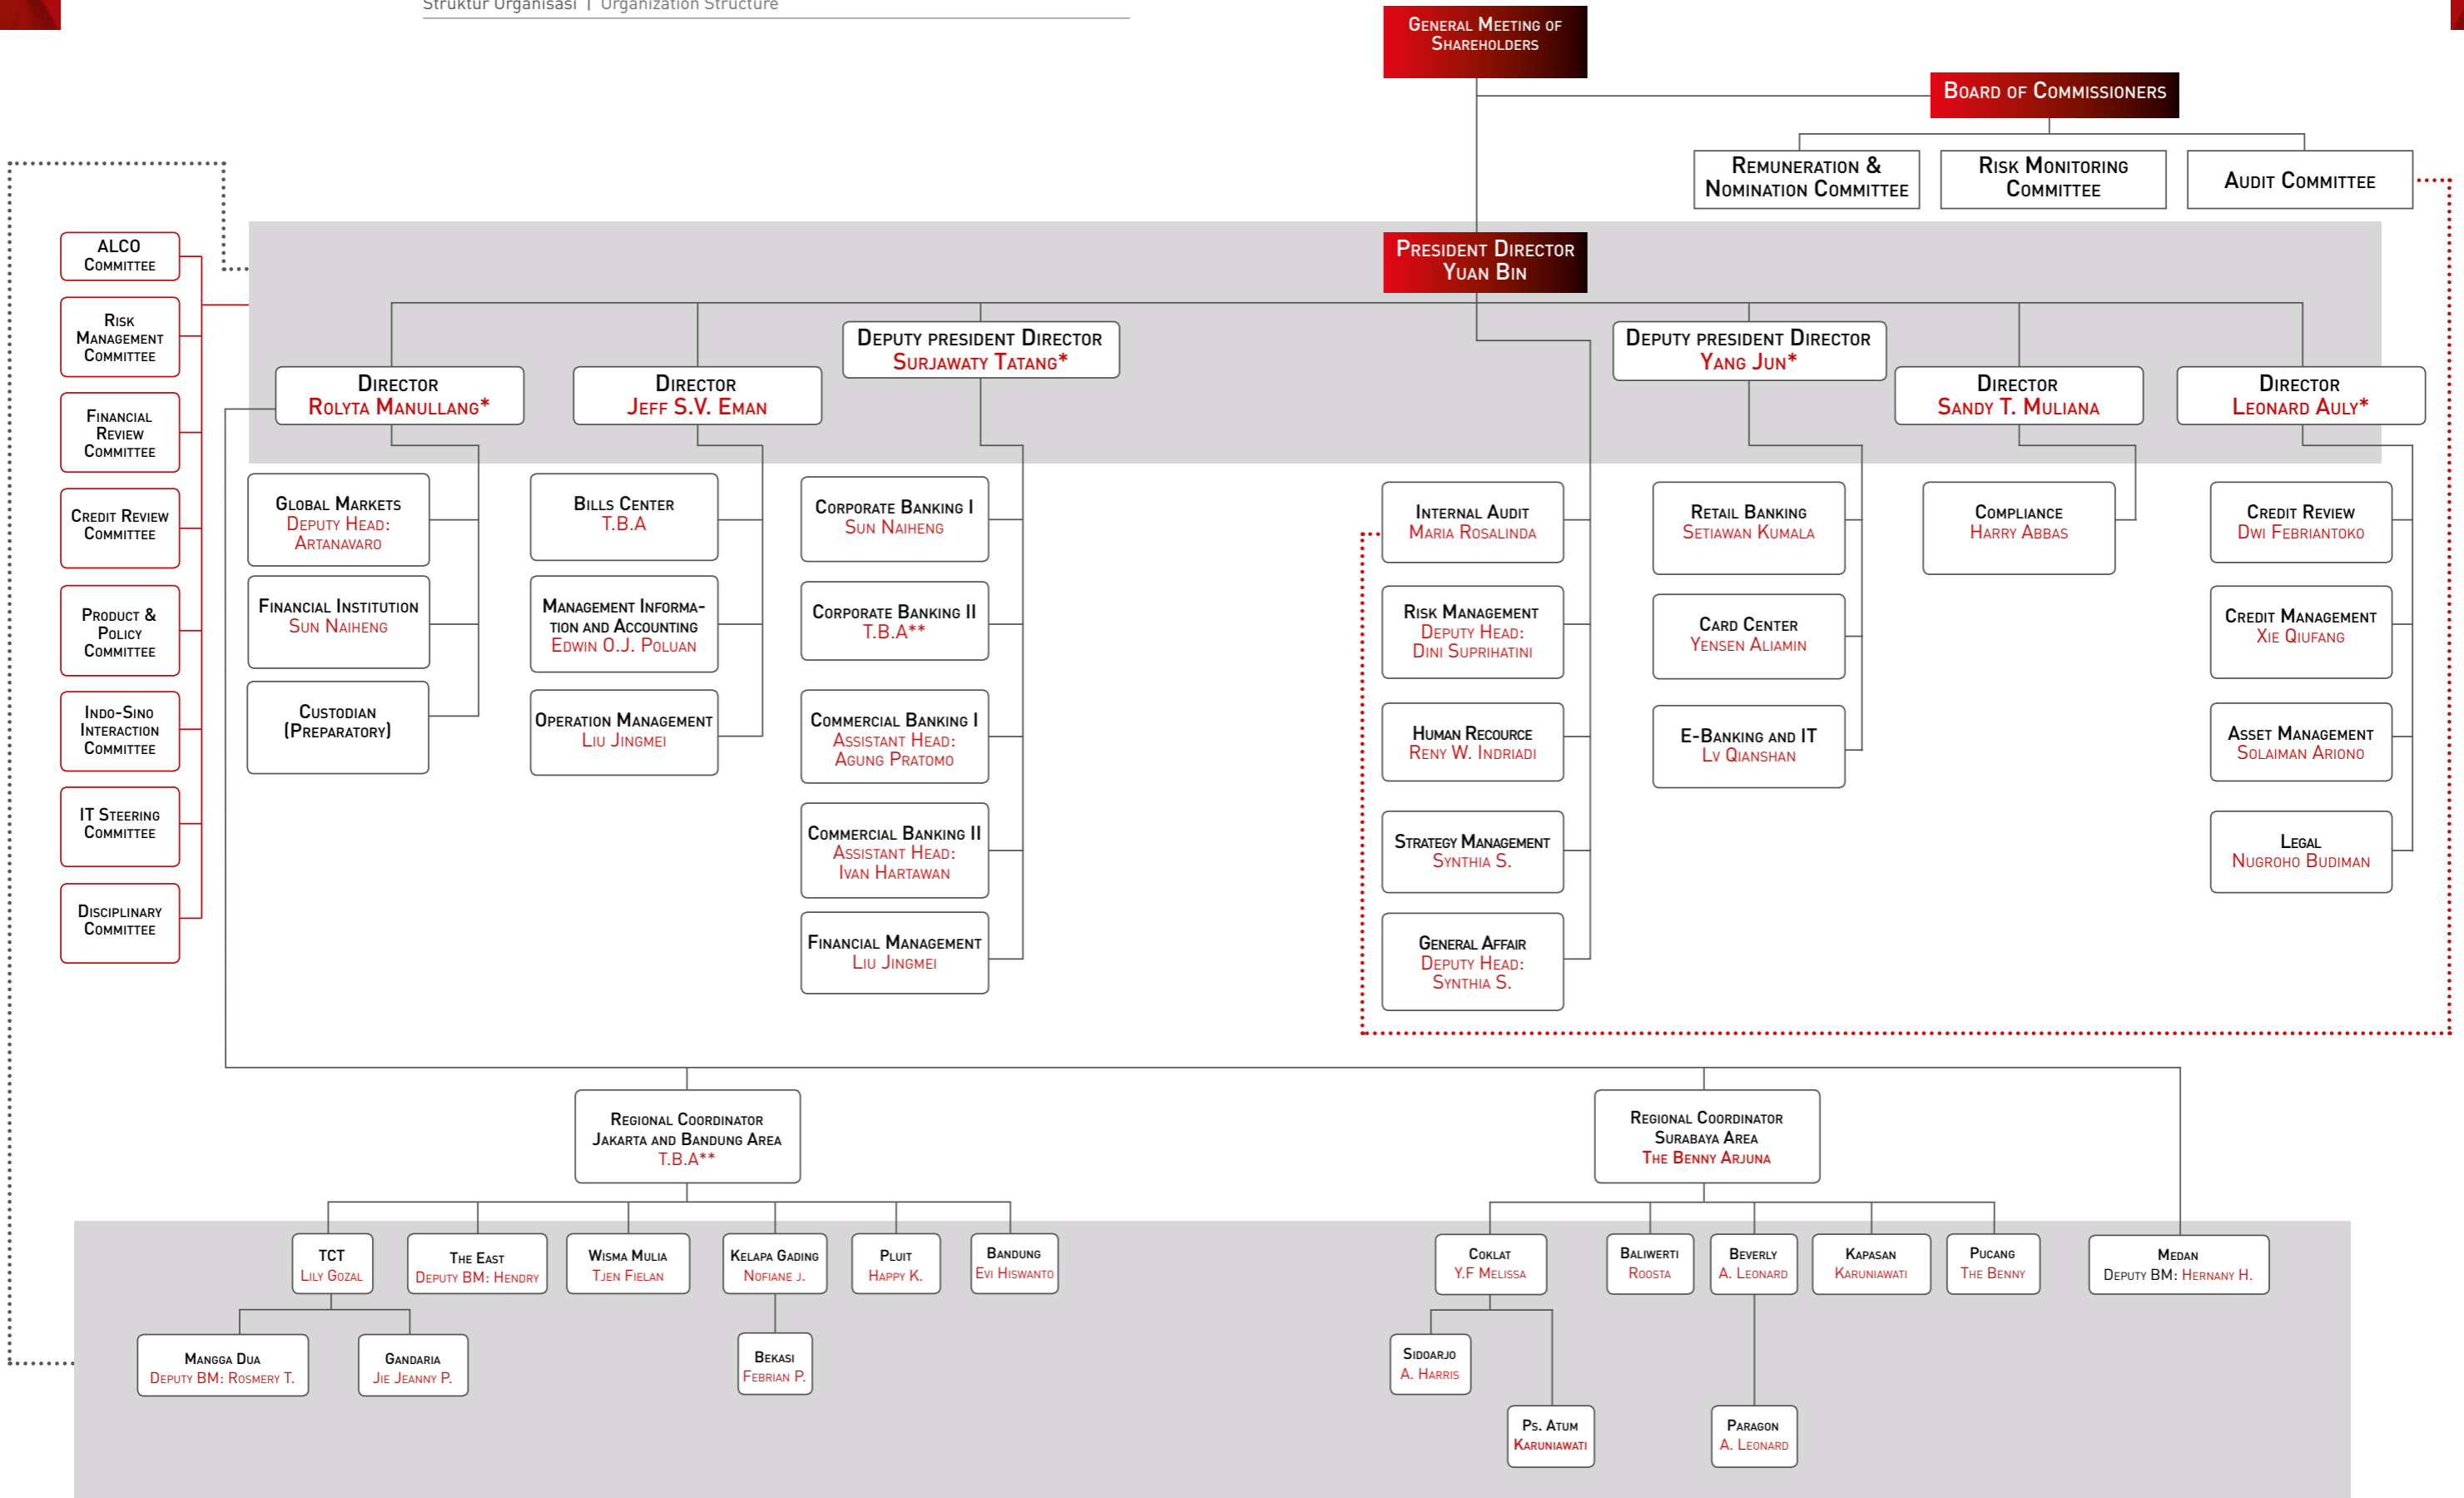 Struktur Organisasi | Organization Structure
General Meeting of
Shareholders
Board of Commissioners
Remuneration &
Nomination Committee
Risk Monitoring
Committee
Audit Committee
President Director
Yuan Bin
ALCO
Committee
Risk
Management
Committee
Financial
Review
Committee
Credit Review
Committee
Product &
Policy
Committee
Indo-Sino
Interaction
Committee
IT Steering
Committee
Disciplinary
Committee
Director
Rolyta Manullang*
Director
Jeff S.V. Eman
Deputy president Director
Surjawaty Tatang*
Deputy president Director
Yang Jun*
Director
Sandy T. Muliana
Director
Leonard Auly*
Global Markets
Deputy Head:
Artanavaro
Financial Institution
Sun Naiheng
Custodian
(Preparatory)
Bills Center
T.B.A
Management Informa-
tion and Accounting
Edwin O.J. Poluan
Operation Management
Liu Jingmei
Corporate Banking I
Sun Naiheng
Corporate Banking II
T.B.A**
Commercial Banking I
Assistant Head:
Agung Pratomo
Commercial Banking II
Assistant Head:
Ivan Hartawan
Financial Management
Liu Jingmei
Internal Audit
Maria Rosalinda
Risk Management
Deputy Head:
Dini Suprihatini
Human Recource
Reny W. Indriadi
Strategy Management
Synthia S.
General Affair
Deputy Head:
Synthia S.
Retail Banking
Setiawan Kumala
Card Center
Yensen Aliamin
E-Banking and IT
Lv Qianshan
Compliance
Harry Abbas
Credit Review
Dwi Febriantoko
Credit Management
Xie Qiufang
Asset Management
Solaiman Ariono
Legal
Nugroho Budiman
Regional Coordinator
Jakarta and Bandung Area
T.B.A**
Regional Coordinator
Surabaya Area
The Benny Arjuna
TCT
Lily Gozal
The East
Deputy BM: Hendry
Wisma Mulia
Tjen Fielan
Kelapa Gading
Nofiane J.
Pluit
Happy K.
Bandung
Evi Hiswanto
Coklat
Y.F Melissa
Baliwerti
Roosta
Beverly
A. Leonard
Kapasan
Karuniawati
Pucang
The Benny
Medan
Deputy BM: Hernany H.
Mangga Dua
Deputy BM: Rosmery T.
Gandaria
Jie Jeanny P.
Bekasi
Febrian P.
Sidoarjo
A. Harris
Ps. Atum
Karuniawati
Paragon
A. Leonard